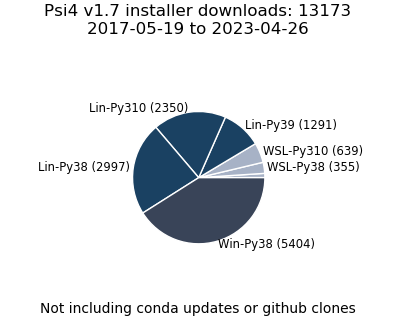 Psi4 v1.7 installer downloads: 13173
2017-05-19 to 2023-04-26
Lin-Py310 (2350)
Lin-Py39 (1291)
WSL-Py310 (639)
WSL-Py38 (355)
Lin-Py38 (2997)
Win-Py38 (5404)
Not including conda updates or github clones